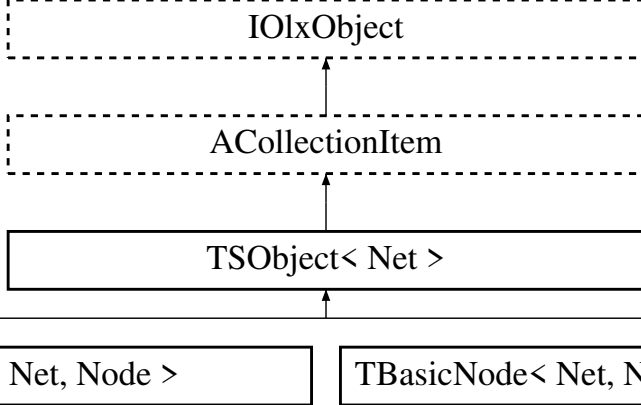 IOlxObject
ACollectionItem
TSObject< Net >
Net, Node >
TBasicNode< Net,